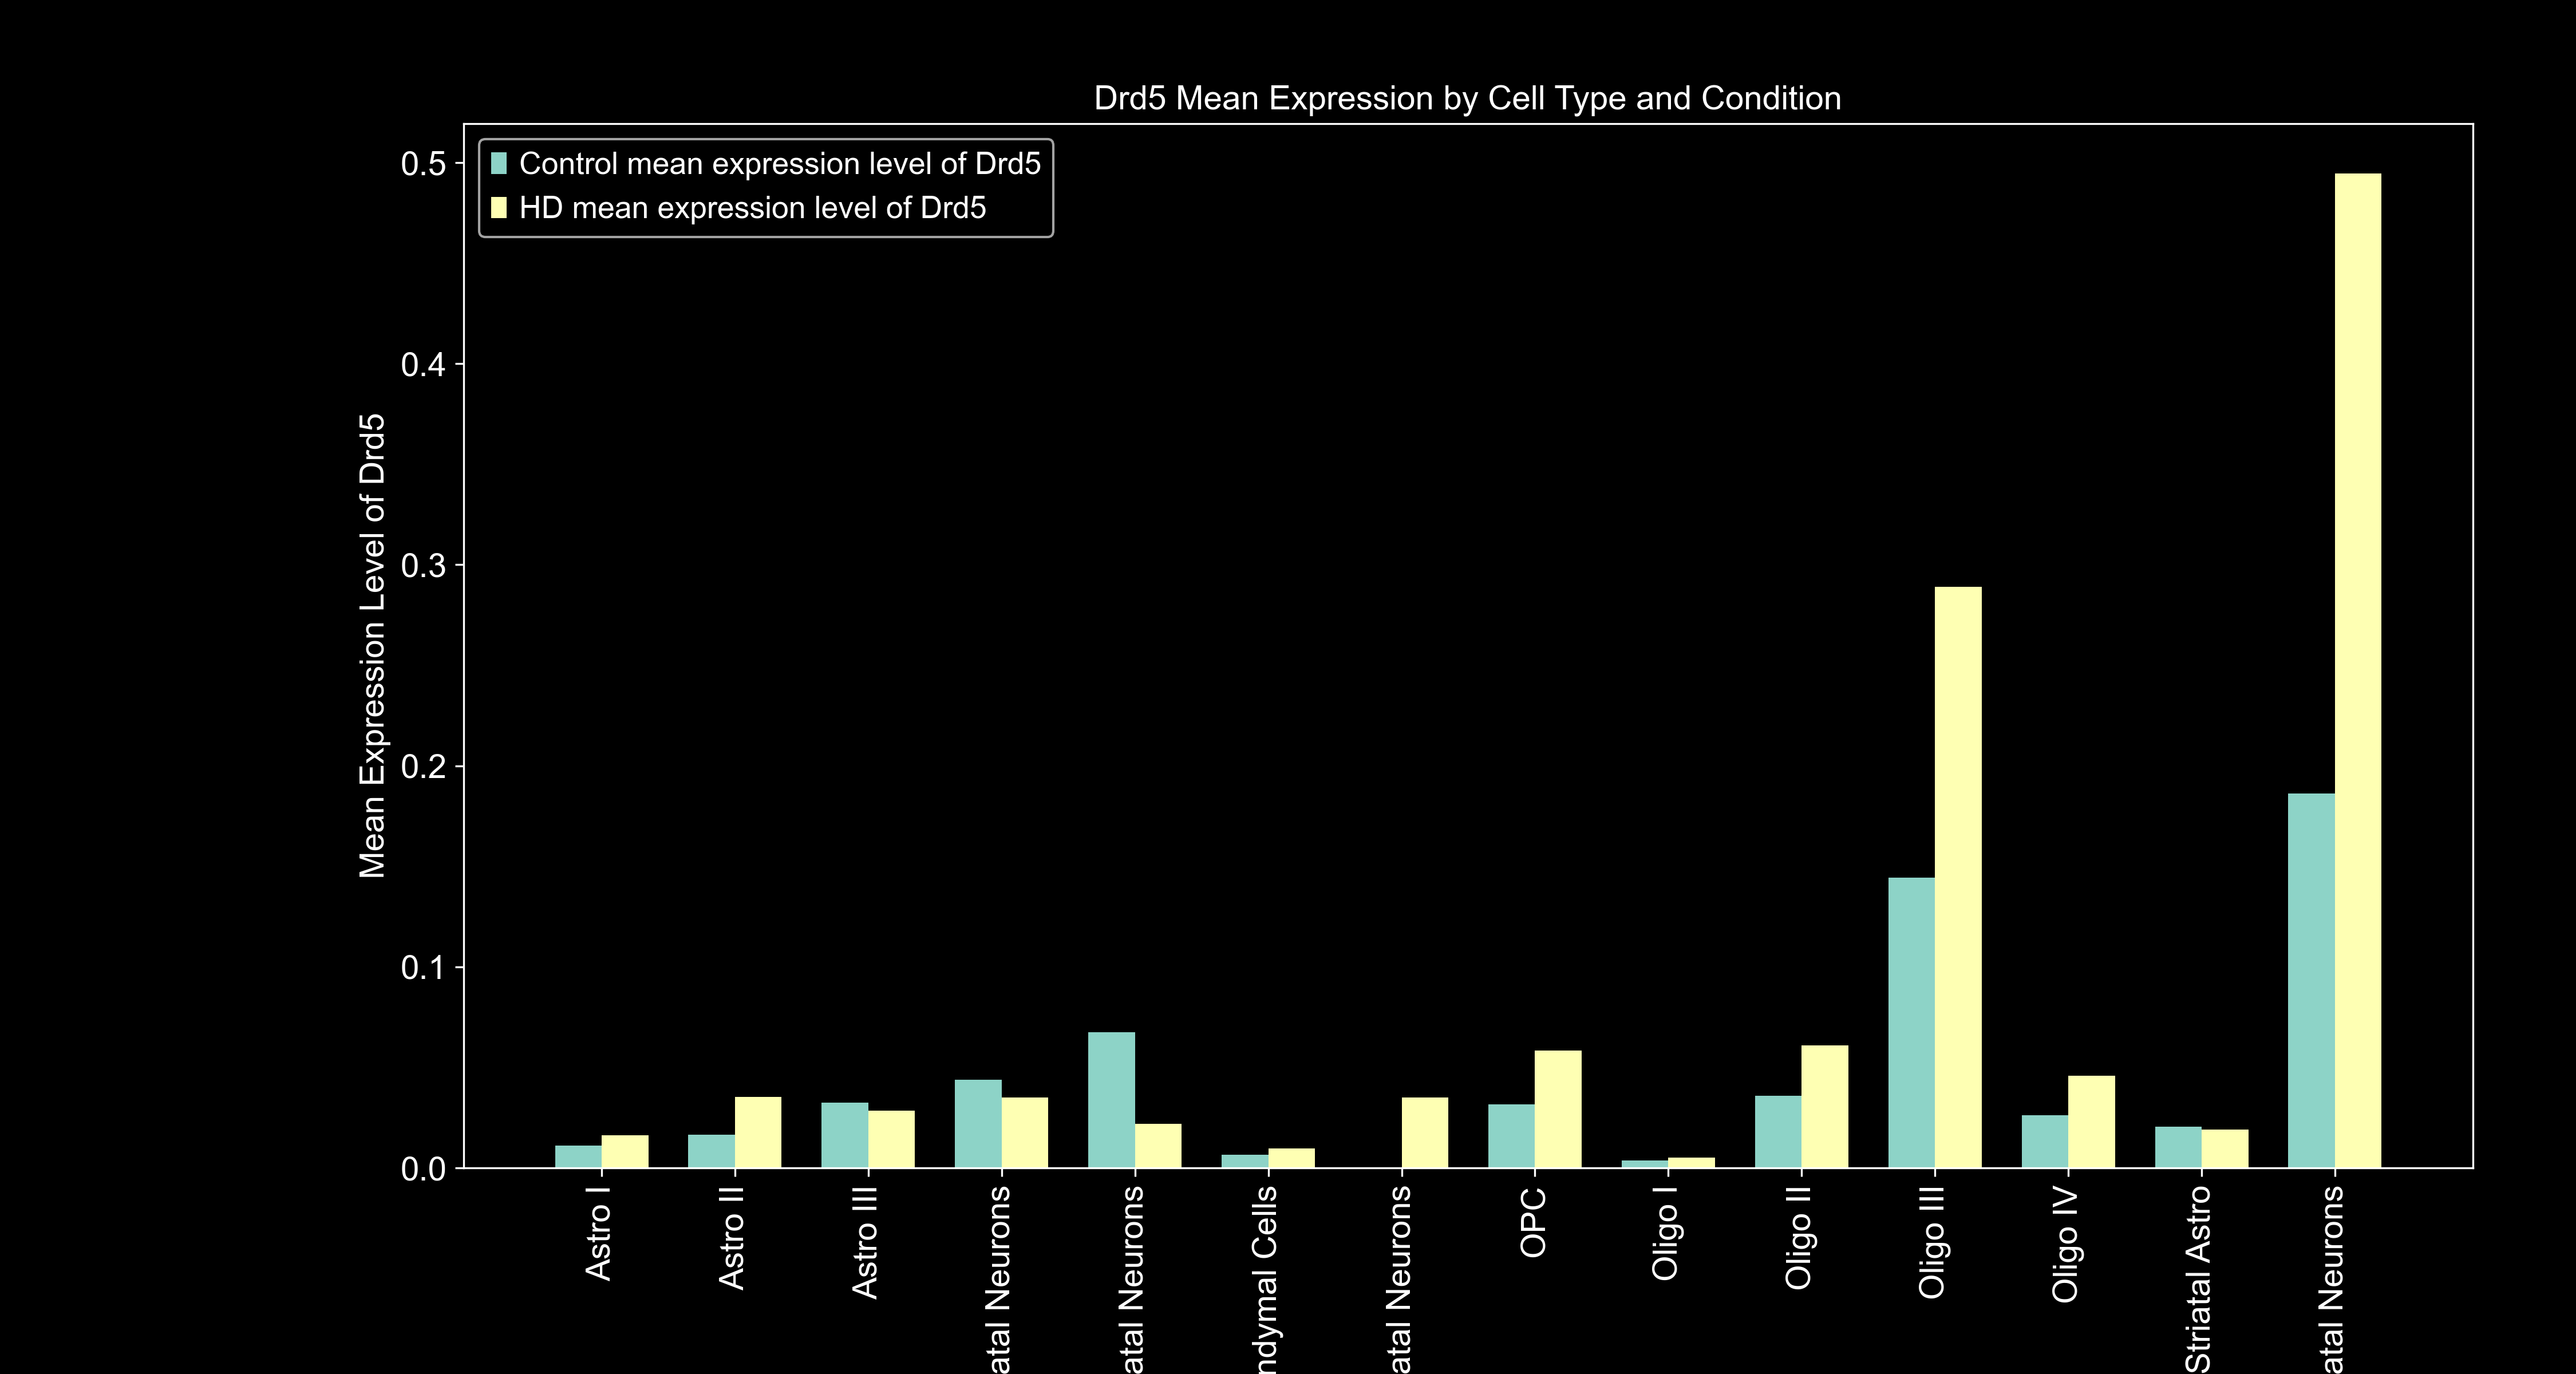 Drd5 Mean Expression by Cell Type and Condition
Control mean expression level of Drd5
HD mean expression level of Drd5
Mean Expression Level of Drd5
0.5
0.4
0.3
0.2
0.1
0.0
Astro I
Astro II
Astro III
atal Neurons
atal Neurons
ndymal Cells
atal Neurons
OPC
Oligo I
Oligo II
Oligo III
Oligo IV
Striatal Astro
atal Neurons